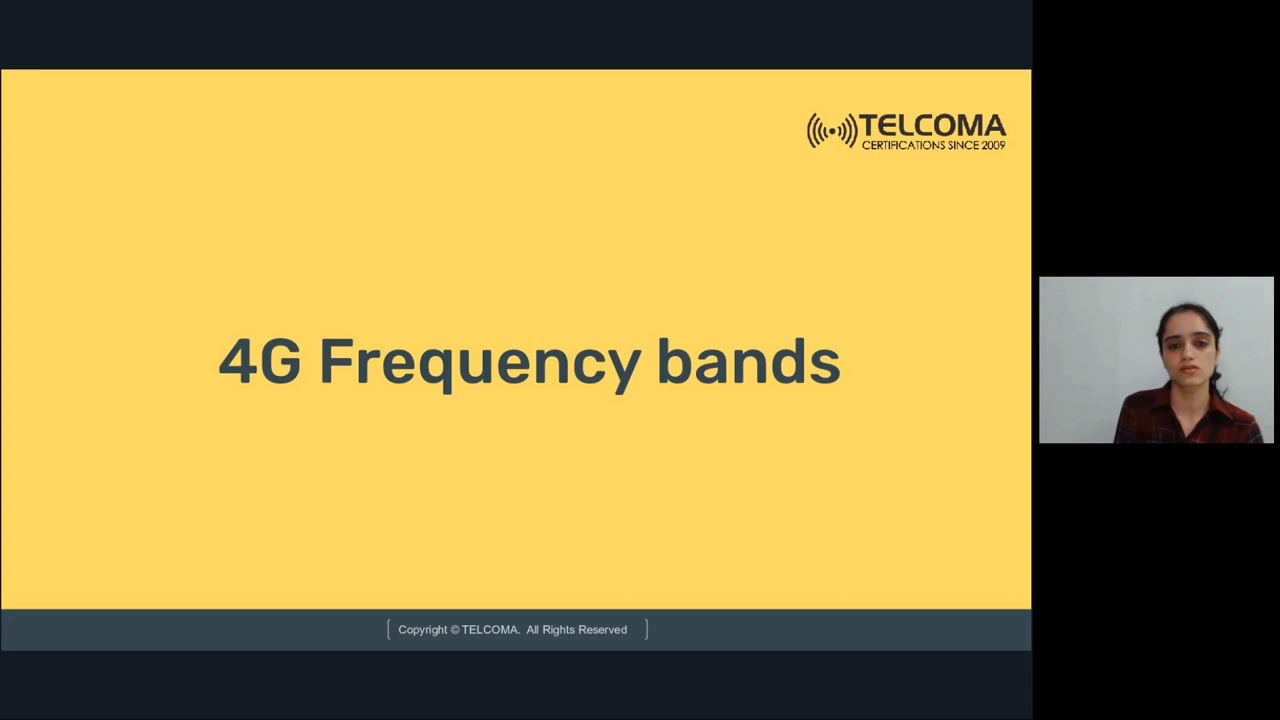 TELCOMA
CERTIFICATIONS SINCE 2009
4G Frequency bands
Copyright © TELCOMA. All Rights Reserved